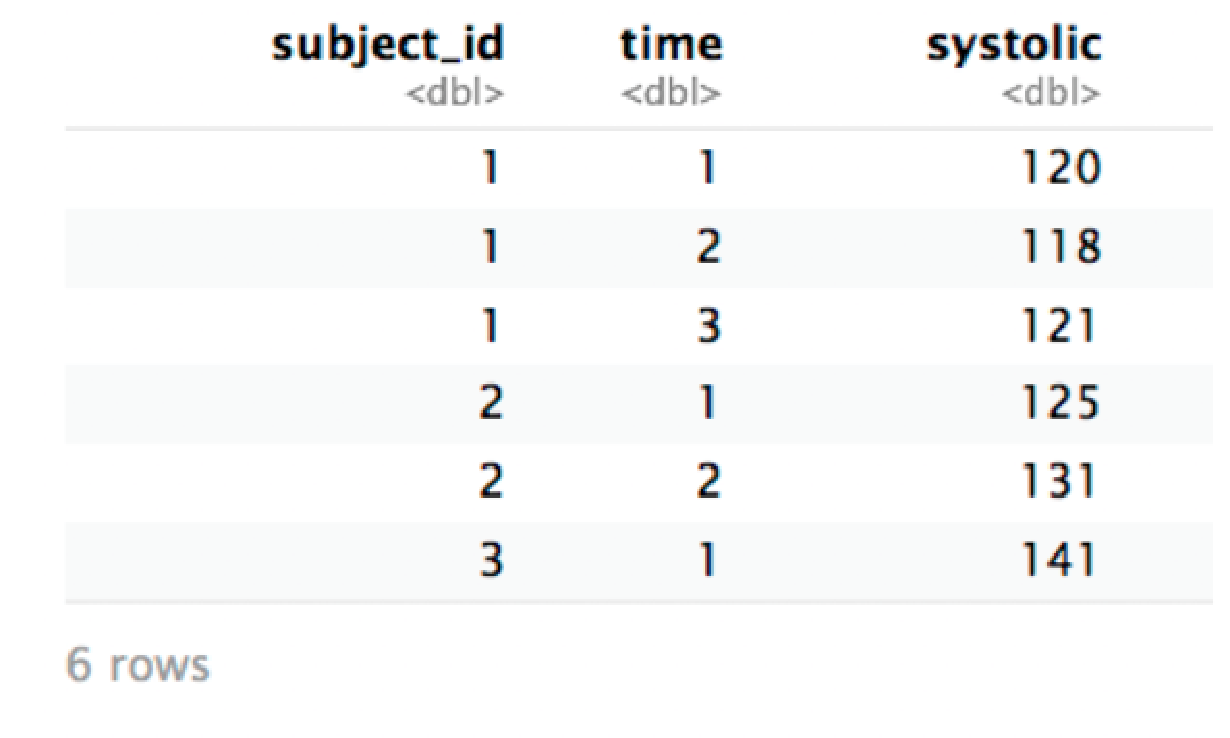 subject_id time systolic
<dbl> <dbl> <dbl>
1 1 120
1 2 118
1 3 121
2 1 125
2 2 131
3 1 141
6 rows